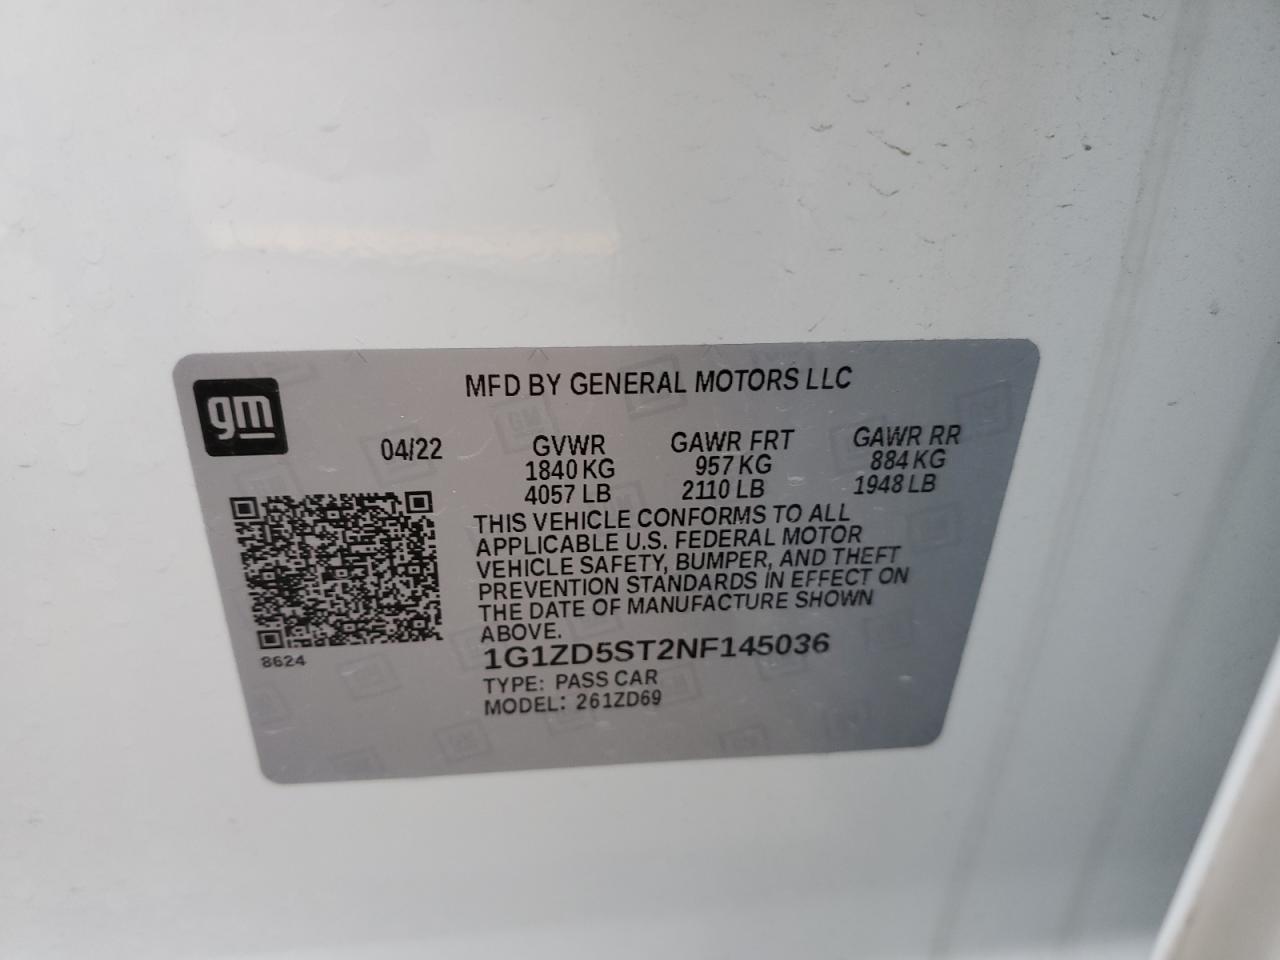 gm
MFD BY GENERAL MOTORS LLC
04/22 GVWR GAWR FRT GAWR RR
1840 KG 957 KG 884 KG
4057 LB 2110 LB 1948 LB
THIS VEHICLE CONFORMS TO ALL
APPLICABLE U.S. FEDERAL MOTOR
VEHICLE SAFETY, BUMPER, AND THEFT
PREVENTION STANDARDS IN EFFECT ON
THE DATE OF MANUFACTURE SHOWN
ABOVE.
8624
1G1ZD5ST2NF145036
TYPE: PASS CAR
MODEL: 261ZD69